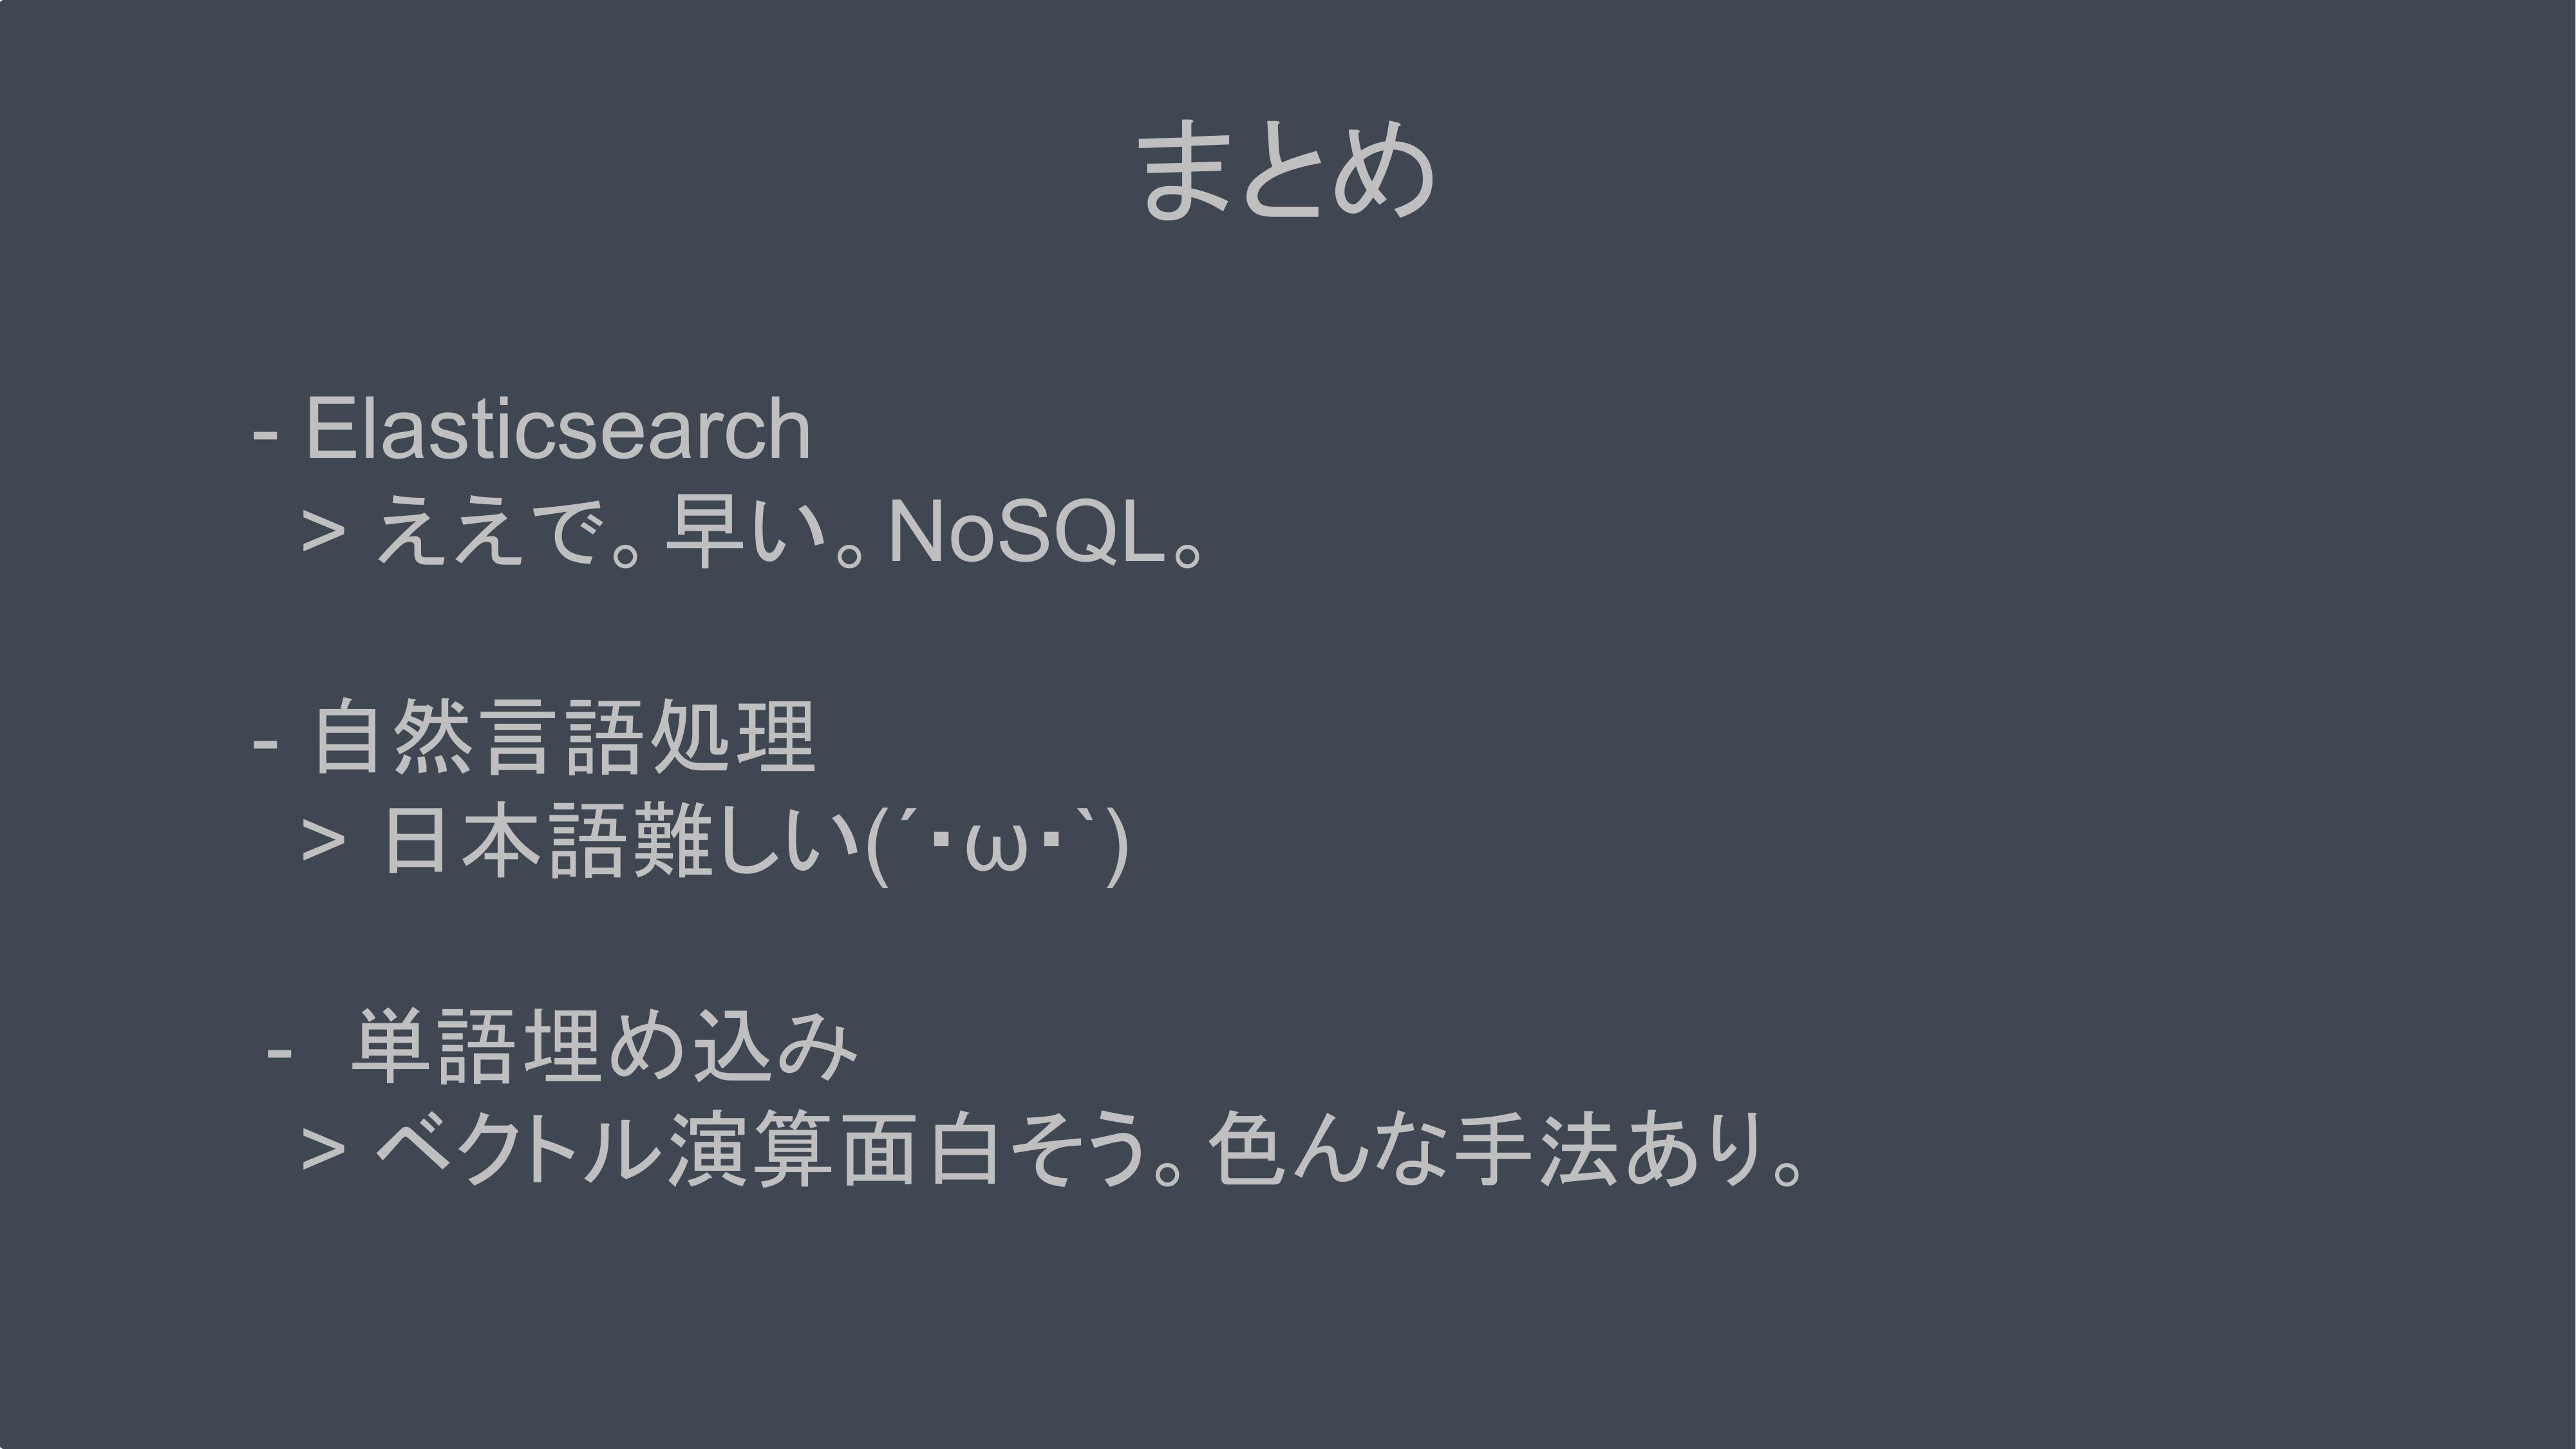 まとめ
- Elasticsearch
> ええで。早い。NoSQL。
- 自然言語処理
> 日本語難しい(´・ω・`)
- 単語埋め込み
> ベクトル演算面白そう。色んな手法あり。